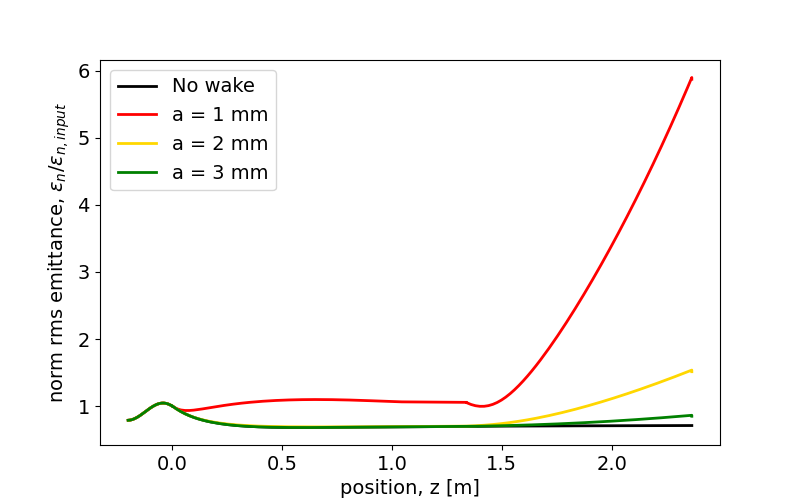 6
5
4
3
2
1
norm rms emittance, εn/εn, input
No wake
a = 1 mm
a = 2 mm
a = 3 mm
0.0 0.5 1.0 1.5 2.0
position, z [m]